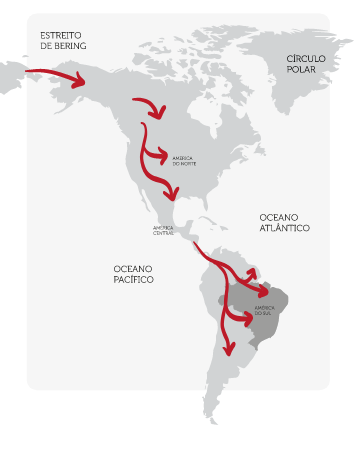 ESTREITO
DE BERING
CÍRCULO
POLAR
AMÉRICA
DO NORTE
AMÉRICA
CENTRAL
OCEANO
ATLÂNTICO
OCEANO
PACÍFICO
AMÉRICA
DO SUL